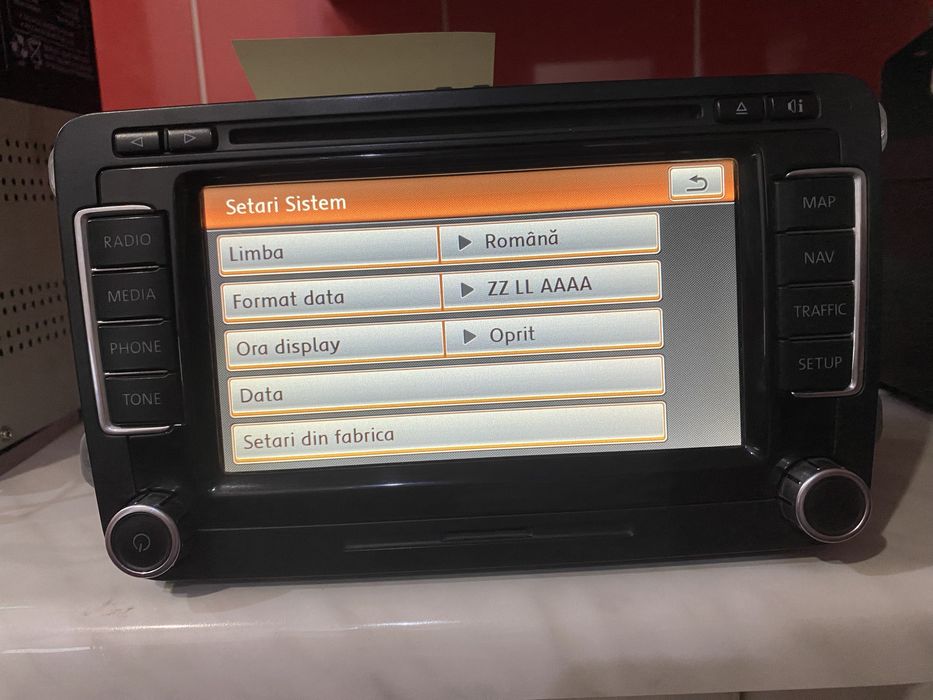 Setari Sistem
Limba
Română
Format data
ZZ LL AAAA
Ora display
Oprit
Data
Setari din fabrica
RADIO
MEDIA
PHONE
TONE
MAP
NAV
TRAFFIC
SETUP